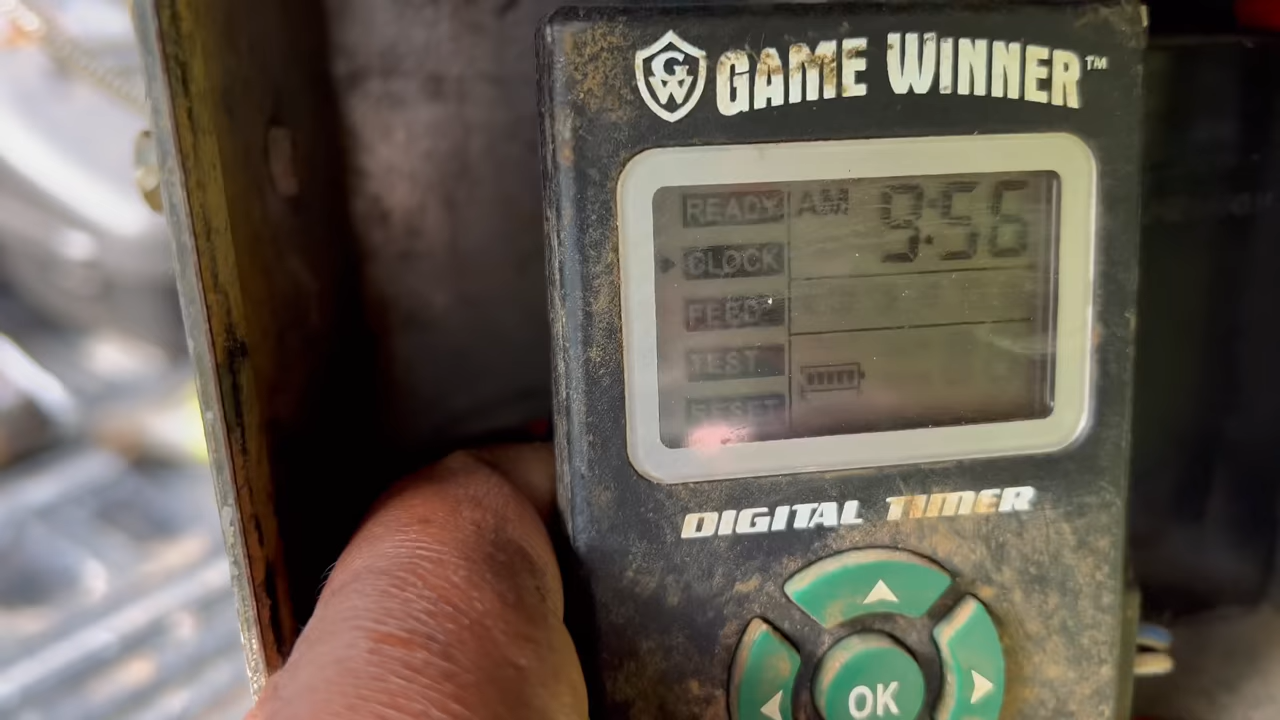 GW GAME WINNER™
READY AM 9:56
CLOCK
FEED
TEST
RESET
DIGITAL TIMER
OK